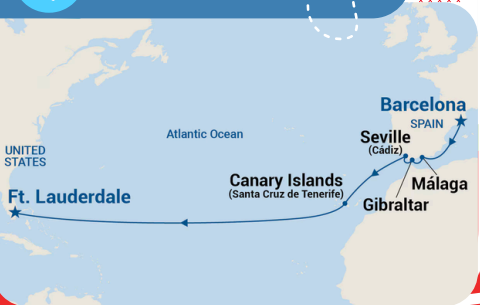 Barcelona
SPAIN
Seville
(Cádiz)
Atlantic Ocean
UNITED
STATES
Canary Islands
(Santa Cruz de Tenerife)
Málaga
Gibraltar
Ft. Lauderdale